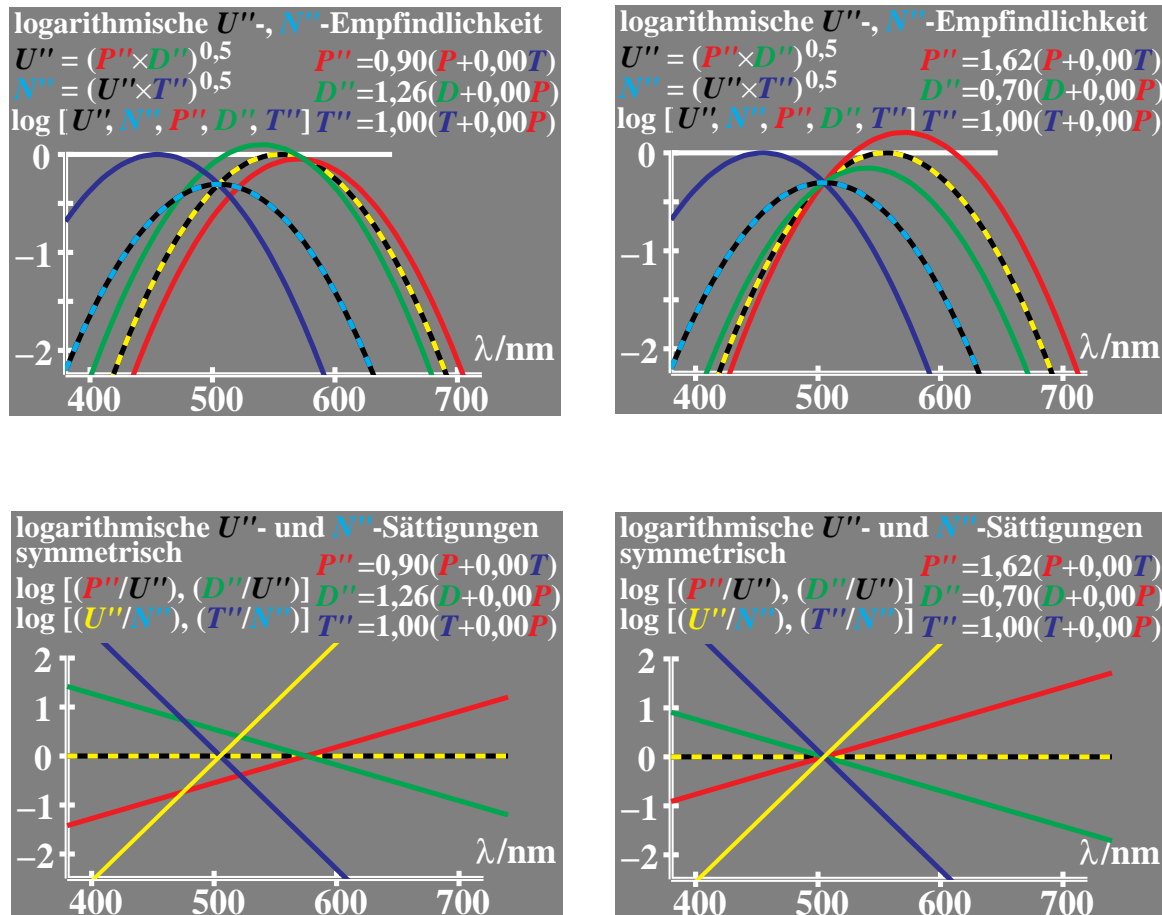 logarithmische U''-, N''-Empfindlichkeit
U'' = (P''×D'')0,5 P''=0,90(P+0,00T)
N'' = (U''×T'')0,5 D''=1,26(D+0,00P)
log [U'', N'', P'', D'', T''] T''=1,00(T+0,00P)
0
−1
−2
λ/nm
400 500 600 700
logarithmische U''-, N''-Empfindlichkeit
U'' = (P''×D'')0,5 P''=1,62(P+0,00T)
N'' = (U''×T'')0,5 D''=0,70(D+0,00P)
log [U'', N'', P'', D'', T''] T''=1,00(T+0,00P)
0
−1
−2
λ/nm
400 500 600 700
logarithmische U''- und N''-Sättigungen
symmetrisch
P''=0,90(P+0,00T)
log [(P''/U''), (D''/U'')] D''=1,26(D+0,00P)
log [(U''/N''), (T''/N'')] T''=1,00(T+0,00P)
2
1
0
−1
−2
λ/nm
400 500 600 700
logarithmische U''- und N''-Sättigungen
symmetrisch
P''=1,62(P+0,00T)
log [(P''/U''), (D''/U'')] D''=0,70(D+0,00P)
log [(U''/N''), (T''/N'')] T''=1,00(T+0,00P)
2
1
0
−1
−2
λ/nm
400 500 600 700